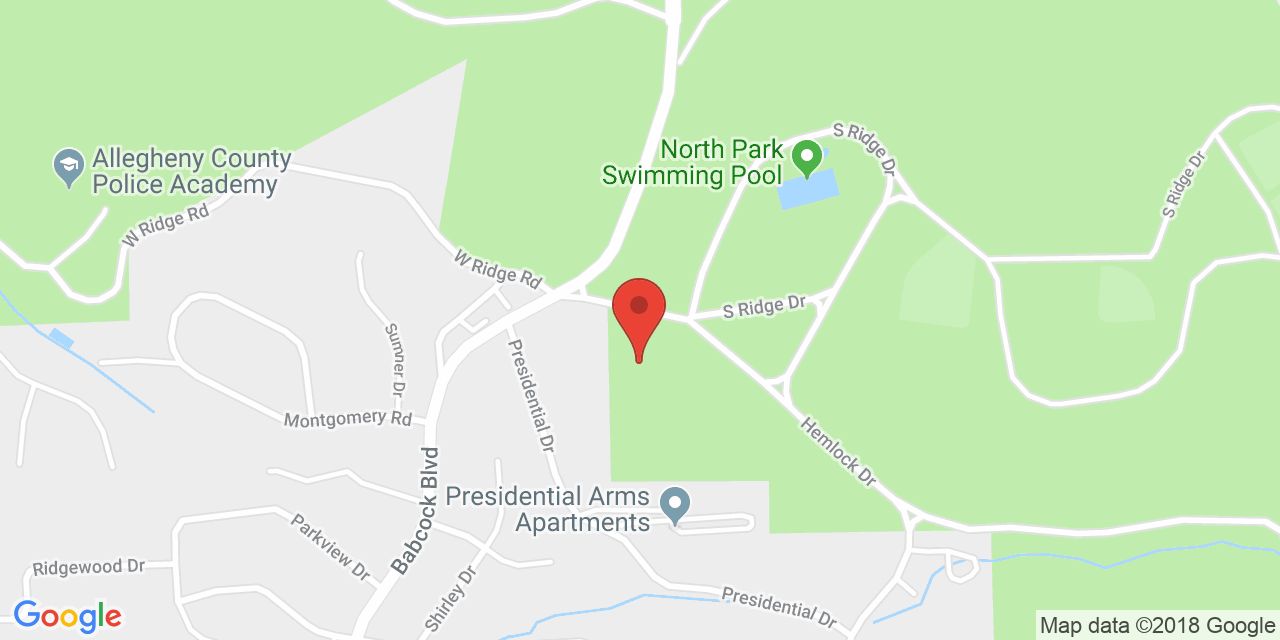 North Park
Swimming Pool
S Ridge Dr
Allegheny County
Police Academy
S Ridge Dr
W Ridge Rd
W Ridge Rd
S Ridge Dr
Sumner Dr
Presidential Dr
Montgomery Rd
Hemlock Dr
Babcock Blvd
Presidential Arms
Apartments
Parkview Dr
Ridgewood Dr
Shirley Dr
Presidential Dr
Google
Map data ©2018 Google